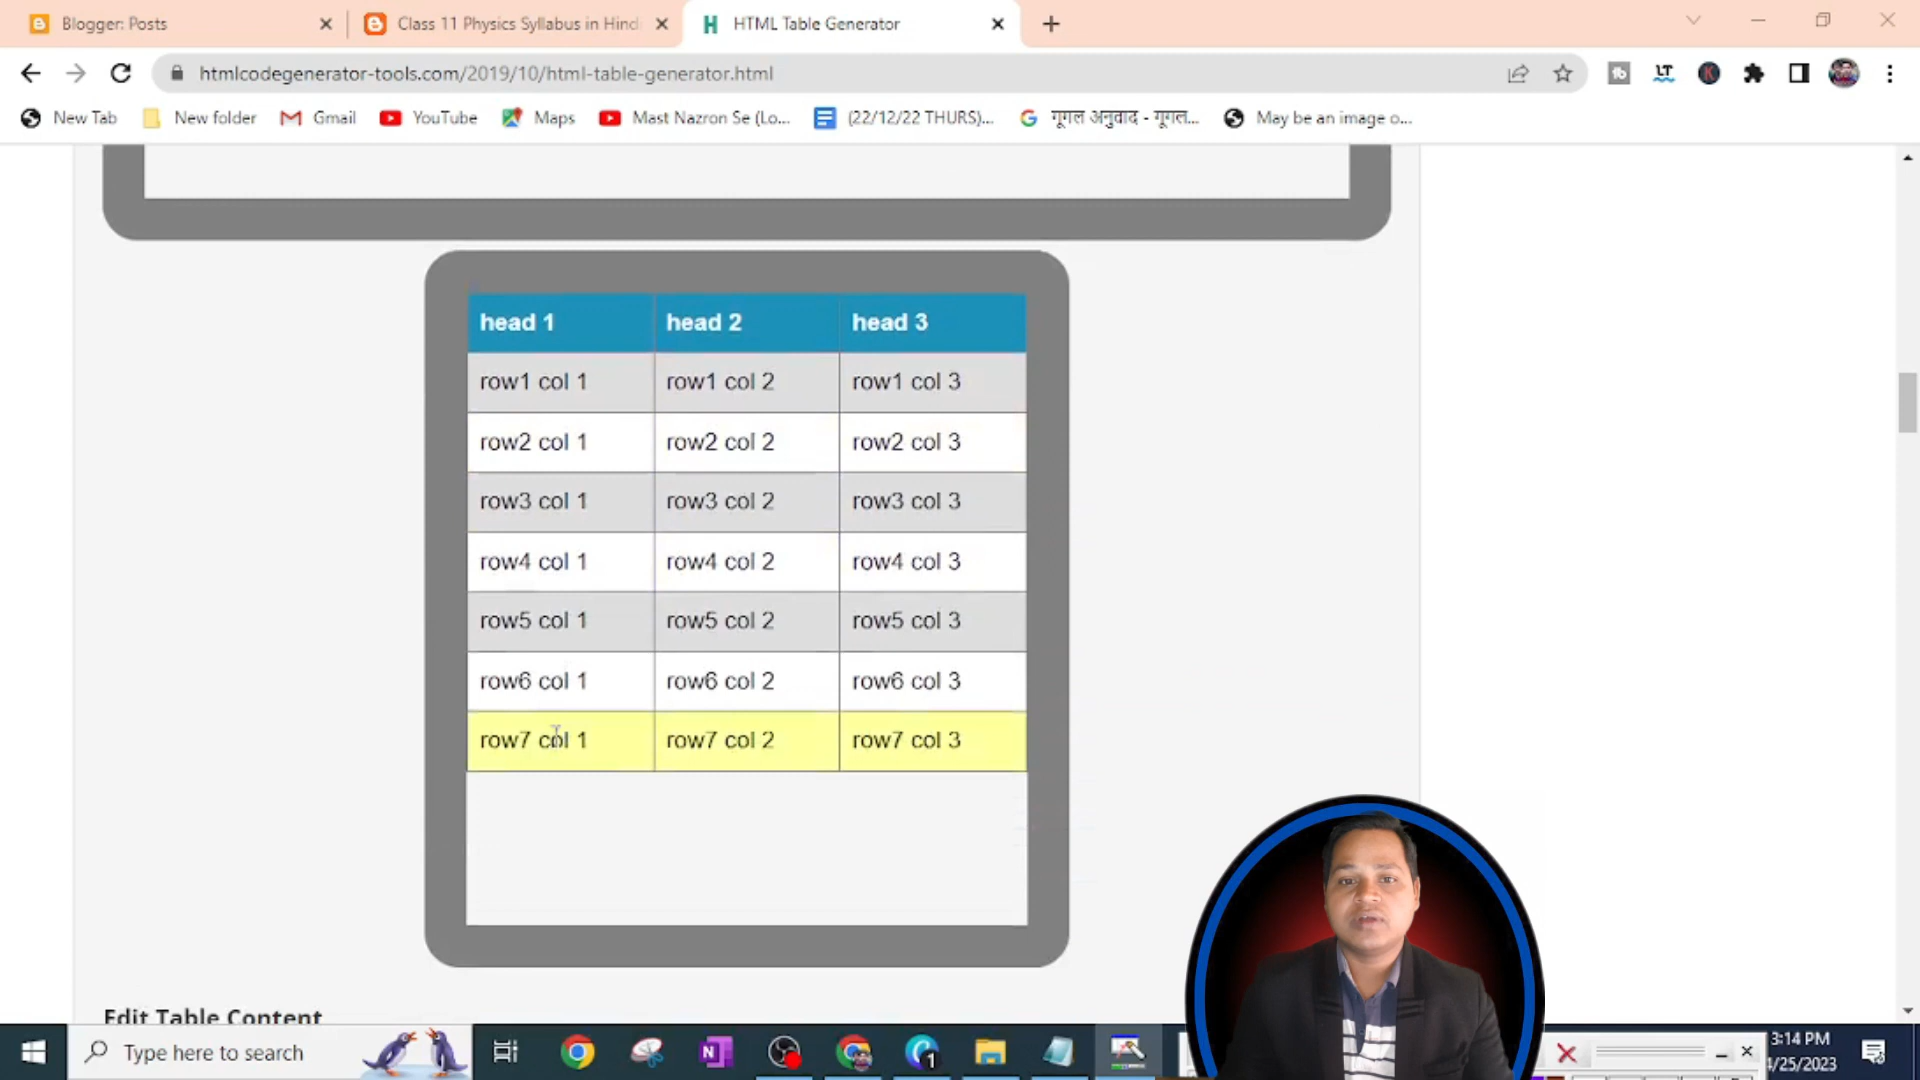 Blogger: Posts
Class 11 Physics Syllabus in Hind
HTML Table Generator
htmlcodegenerator-tools.com/2019/10/html-table-generator.html
New Tab
New folder
Gmail
YouTube
Maps
Mast Nazron Se (Lo...
(22/12/22 THURS)...
गूगल अनुवाद - गूगल...
May be an image o...
head 1 head 2 head 3
row1 col 1 row1 col 2 row1 col 3
row2 col 1 row2 col 2 row2 col 3
row3 col 1 row3 col 2 row3 col 3
row4 col 1 row4 col 2 row4 col 3
row5 col 1 row5 col 2 row5 col 3
row6 col 1 row6 col 2 row6 col 3
row7 col 1 row7 col 2 row7 col 3
Edit Table Content
Type here to search
3:14 PM
4/25/2023